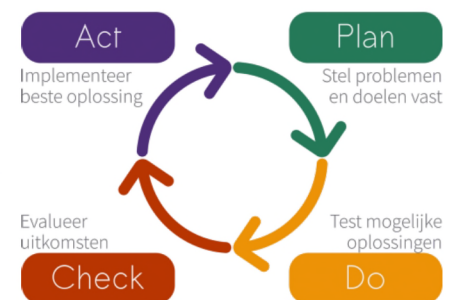 Act
Plan
Implementeer
beste oplossing
Stel problemen
en doelen vast
Evalueer
uitkomsten
Test mogelijke
oplossingen
Check
Do